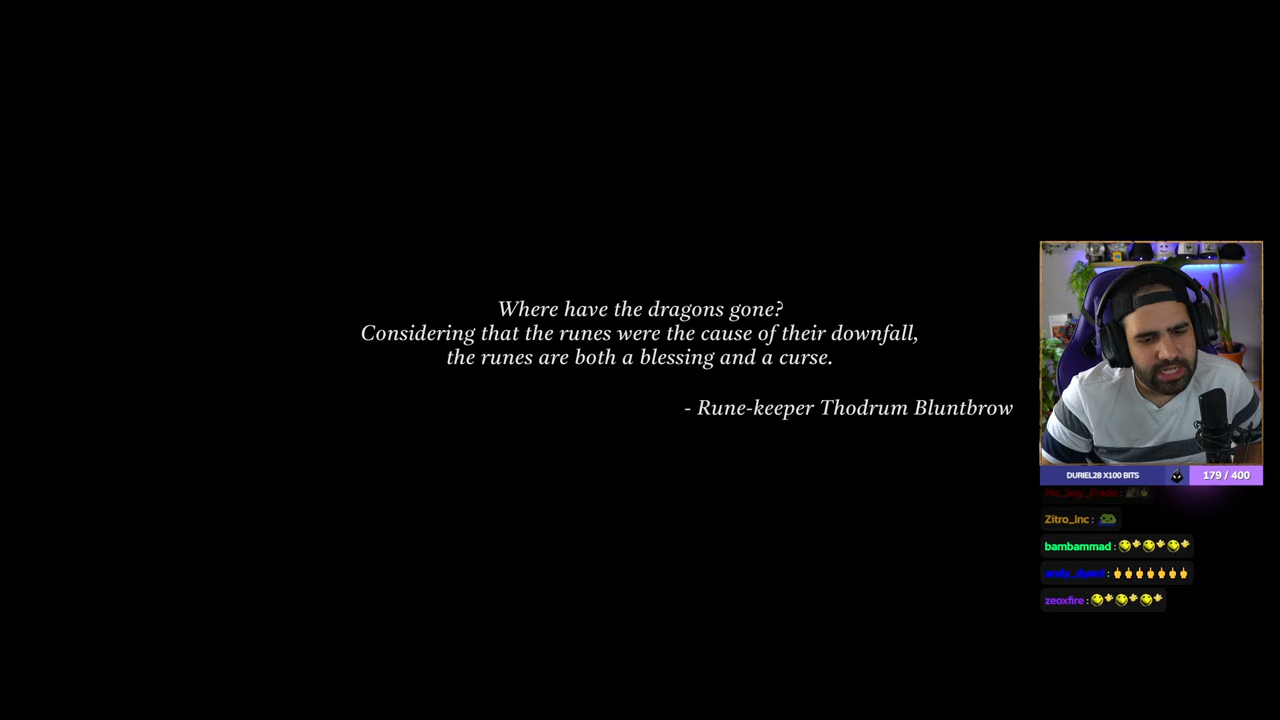 Where have the dragons gone?
Considering that the runes were the cause of their downfall,
the runes are both a blessing and a curse.
- Rune-keeper Thodrum Bluntbrow
DURIEL28 X100 BITS
179 / 400
Zitro_Inc :
bambammad :
zeoxfire :